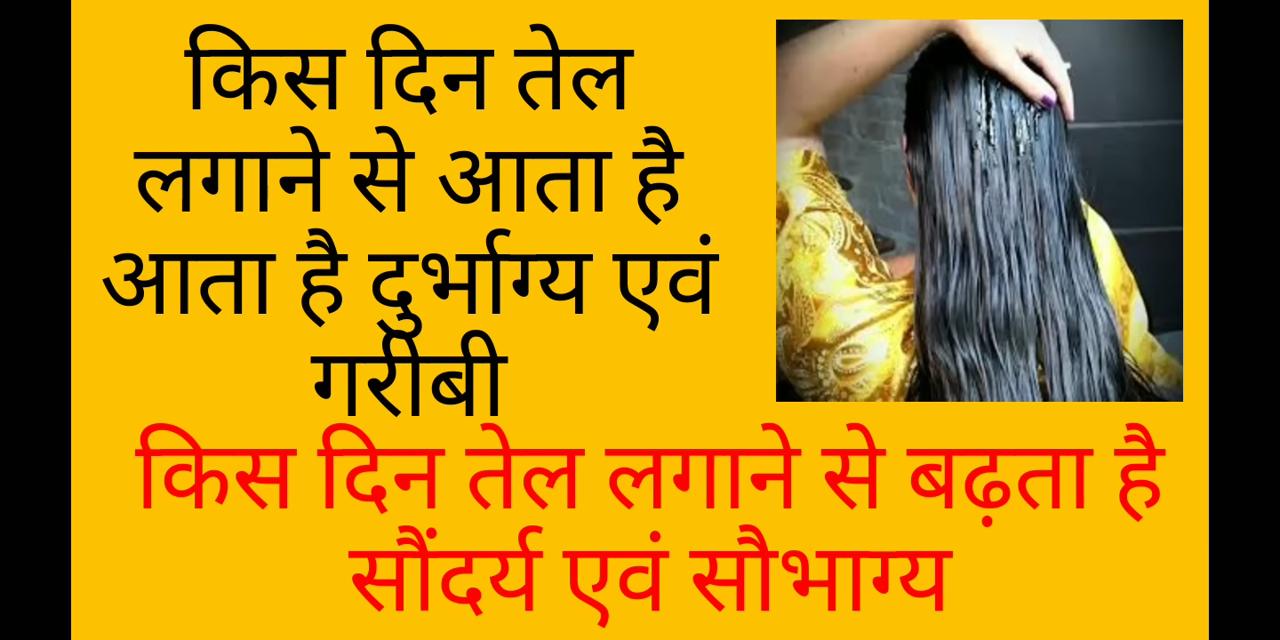 किस दिन तेल
लगाने से आता है
आता है दुर्भाग्य एवं
गरीबी
किस दिन तेल लगाने से बढ़ता है
सौंदर्य एवं सौभाग्य